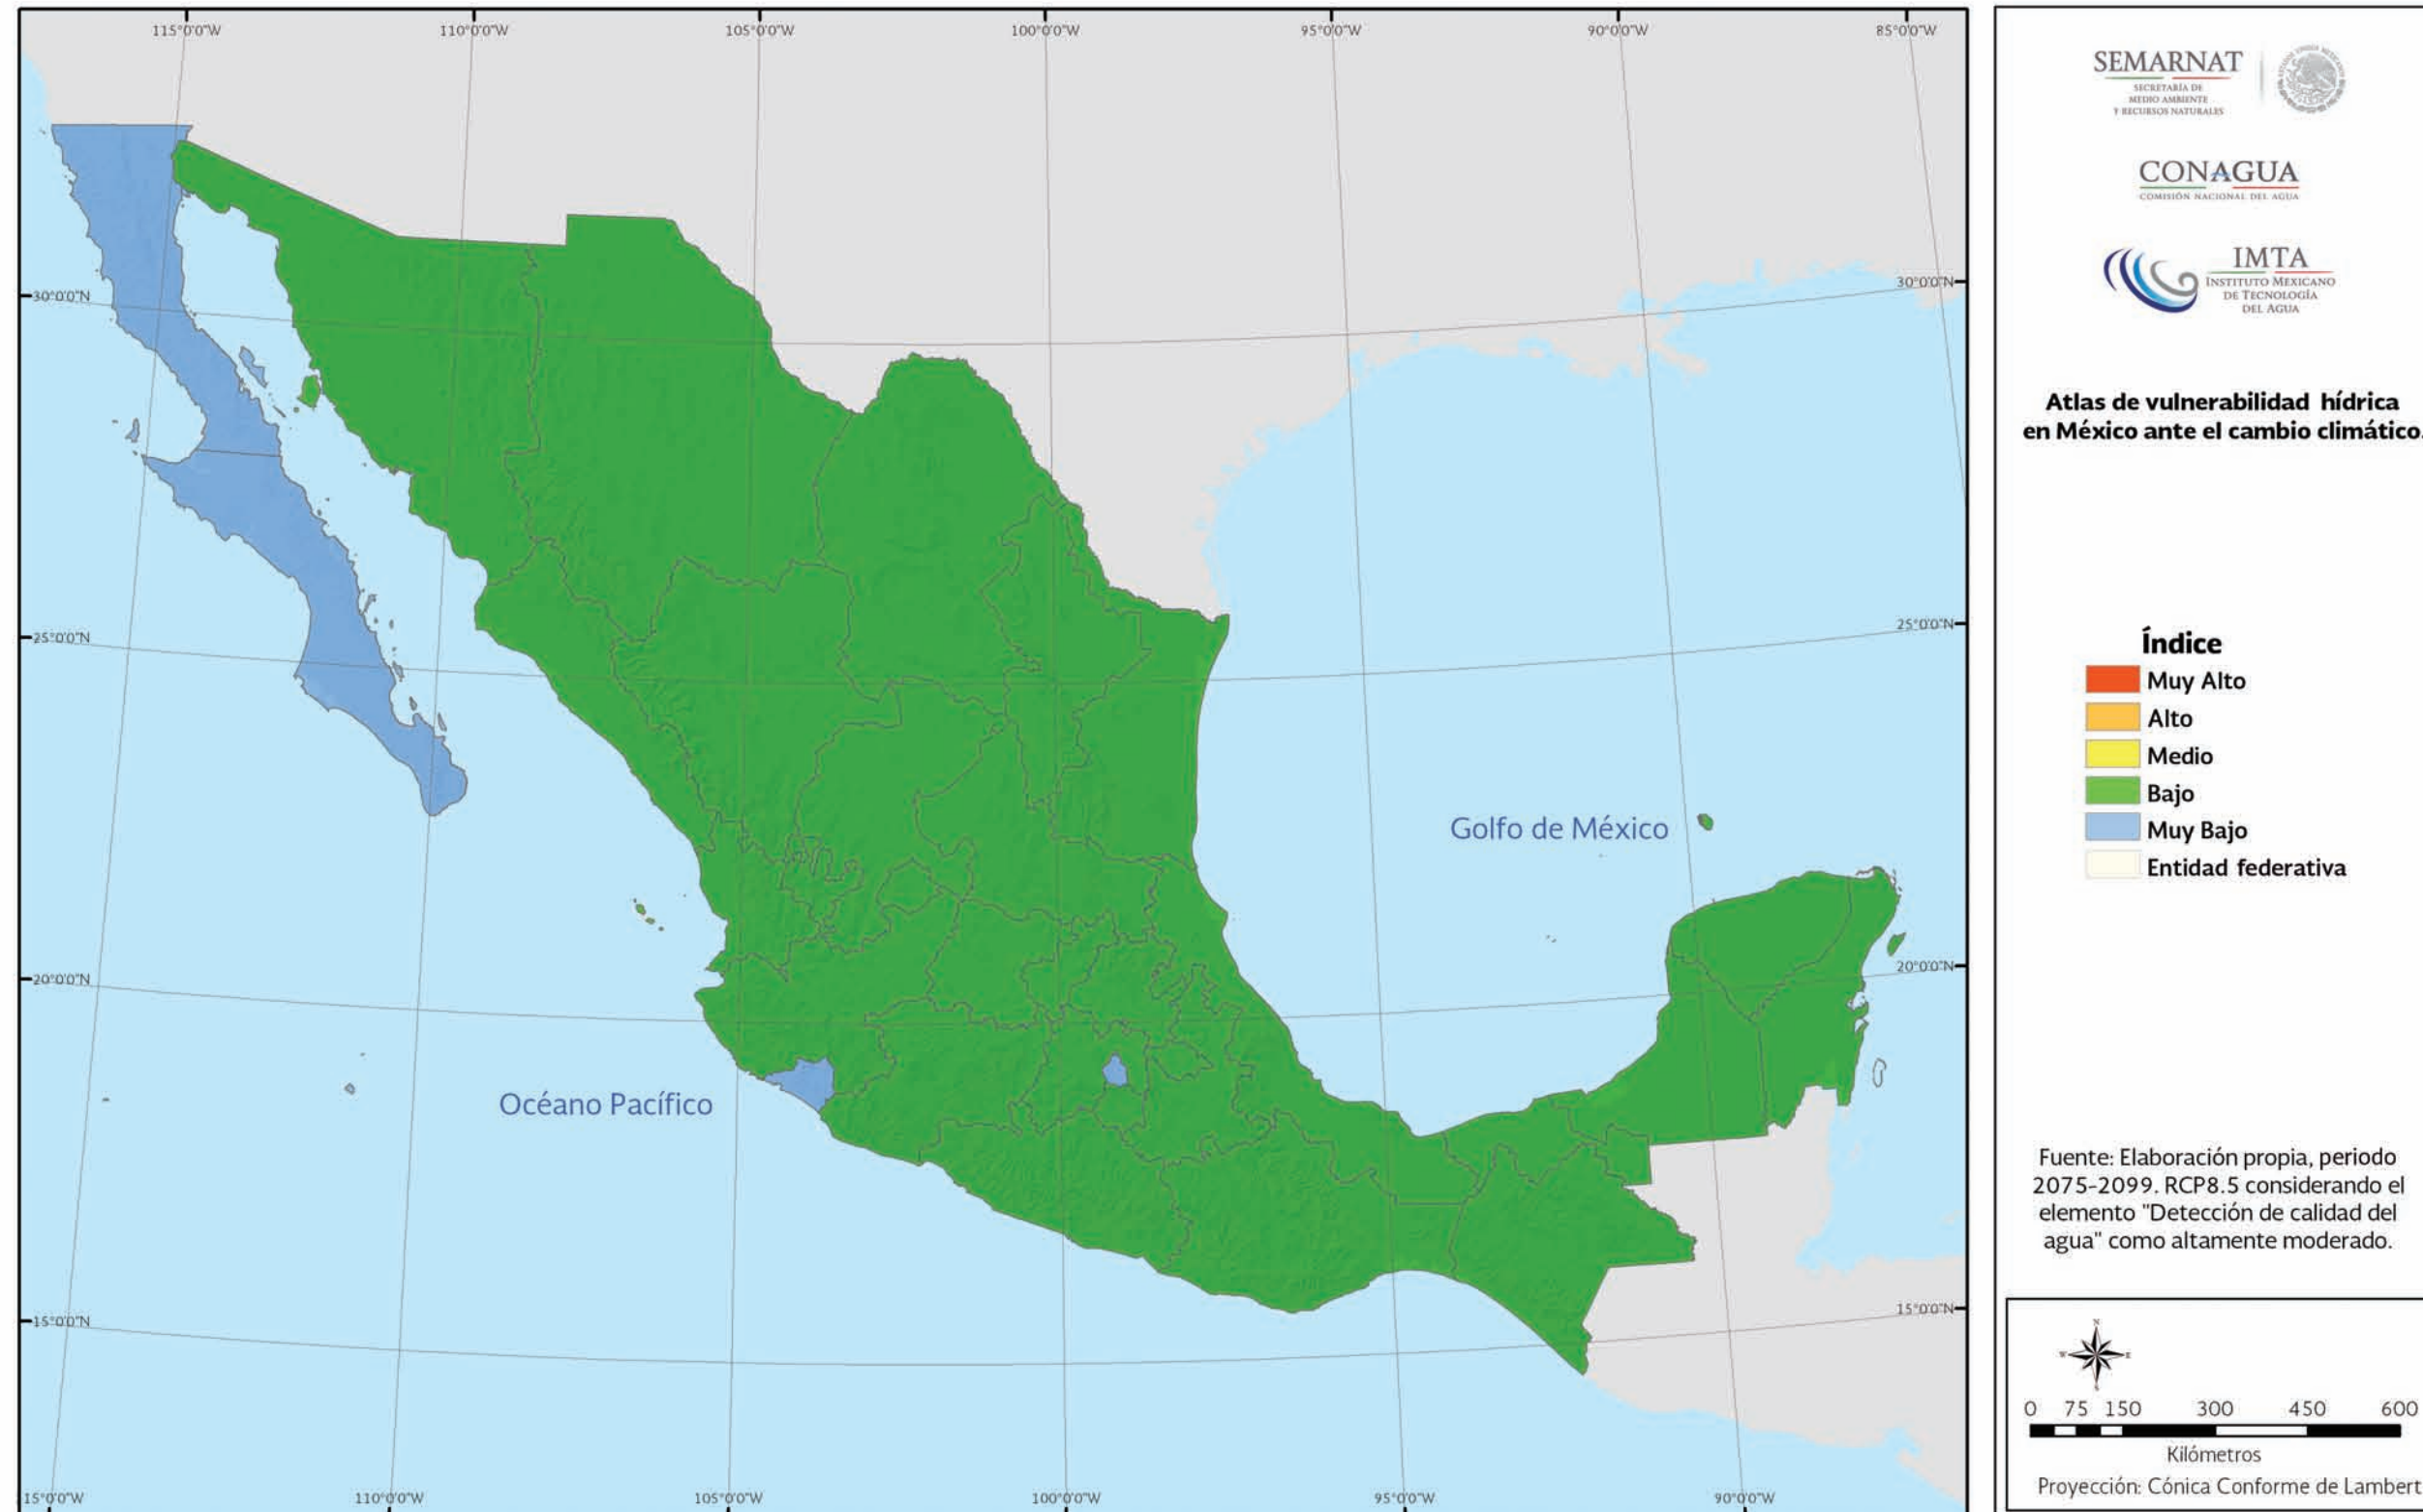 115°0'0"W
110°0'0"W
105°0'0"W
100°0'0"W
95°0'0"W
90°0'0"W
85°0'0"W
30°0'0"N
30°0'0"N
25°0'0"N
25°0'0"N
20°0'0"N
20°0'0"N
15°0'0"N
15°0'0"N
Golfo de México
Océano Pacífico
15°0'0"W
110°0'0"W
105°0'0"W
100°0'0"W
95°0'0"W
90°0'0"W
SEMARNAT
SECRETARÍA DE
MEDIO AMBIENTE
Y RECURSOS NATURALES
CONAGUA
COMISIÓN NACIONAL DEL AGUA
IMTA
INSTITUTO MEXICANO
DE TECNOLOGÍA
DEL AGUA
Atlas de vulnerabilidad hídrica
en México ante el cambio climático.
Índice
Muy Alto
Alto
Medio
Bajo
Muy Bajo
Entidad federativa
Fuente: Elaboración propia, periodo
2075-2099. RCP8.5 considerando el
elemento "Detección de calidad del
agua" como altamente moderado.
N
W E
S
0 75 150 300 450 600
Kilómetros
Proyección: Cónica Conforme de Lambert